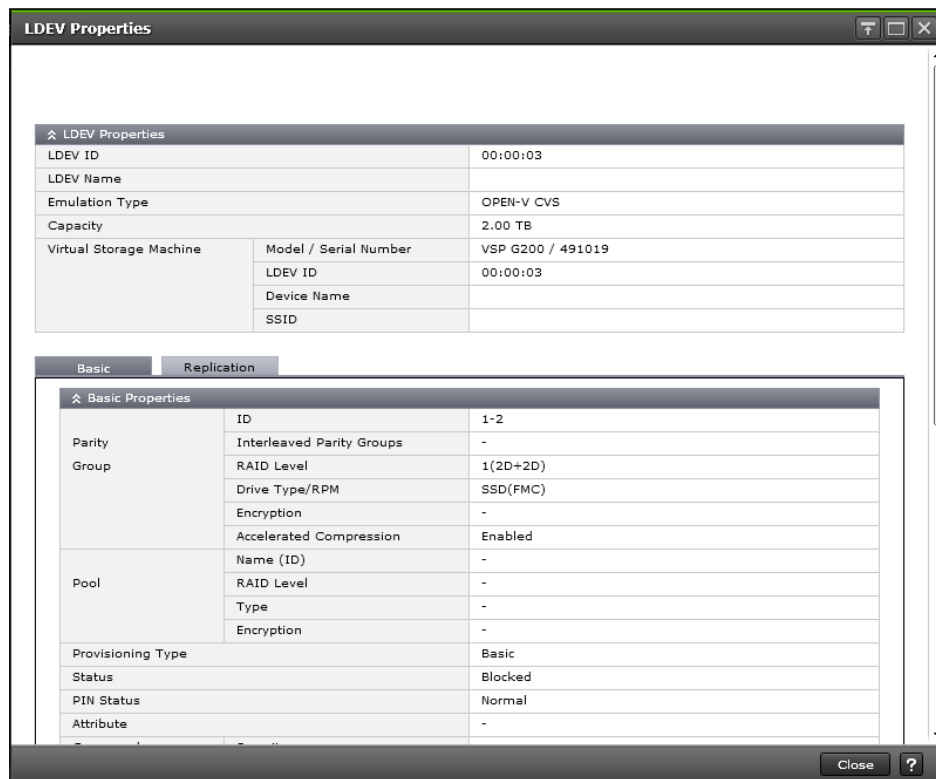 LDEV Properties
LDEV Properties
LDEV ID 00:00:03
LDEV Name
Emulation Type OPEN-V CVS
Capacity 2.00 TB
Virtual Storage Machine Model / Serial Number VSP G200 / 491019
LDEV ID 00:00:03
Device Name
SSID
Basic Replication
Basic Properties
ID 1-2
Parity Interleaved Parity Groups -
Group RAID Level 1(2D+2D)
Drive Type/RPM SSD(FMC)
Encryption -
Accelerated Compression Enabled
Name (ID) -
Pool RAID Level -
Type -
Encryption -
Provisioning Type Basic
Status Blocked
PIN Status Normal
Attribute -
Close ?